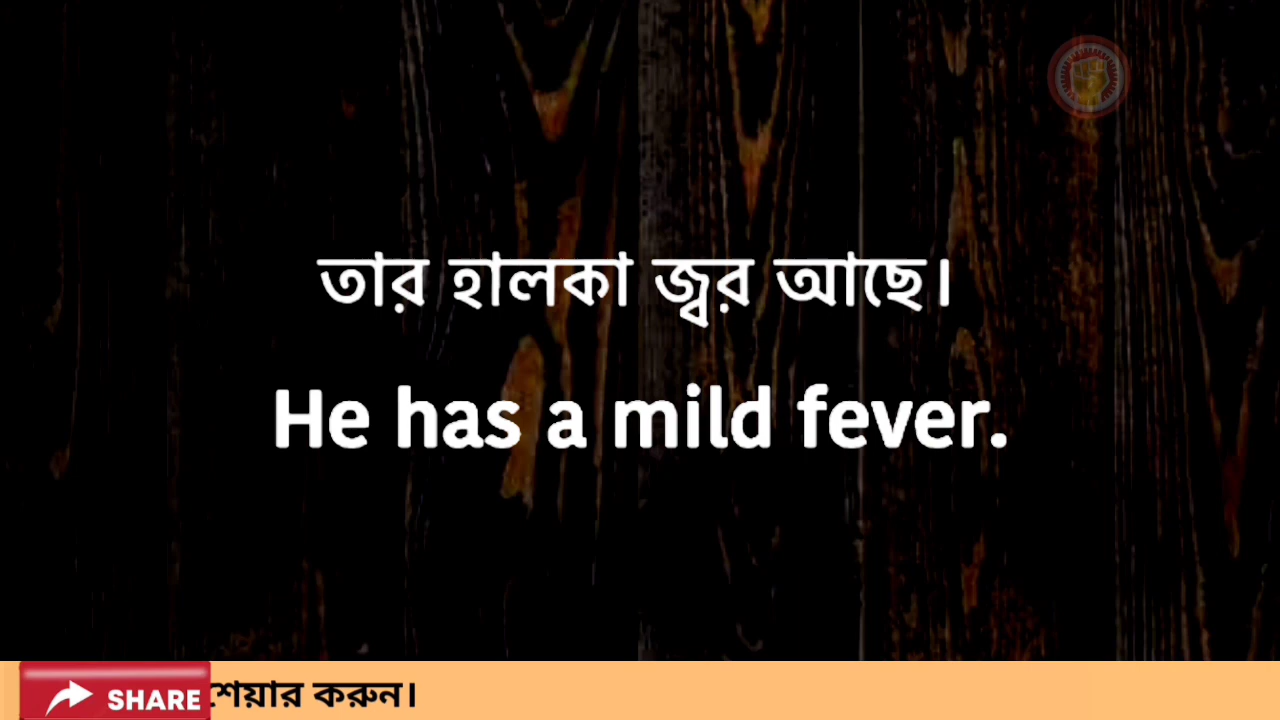 তার হালকা জ্বর আছে।
He has a mild fever.
SHARE শেয়ার করুন।